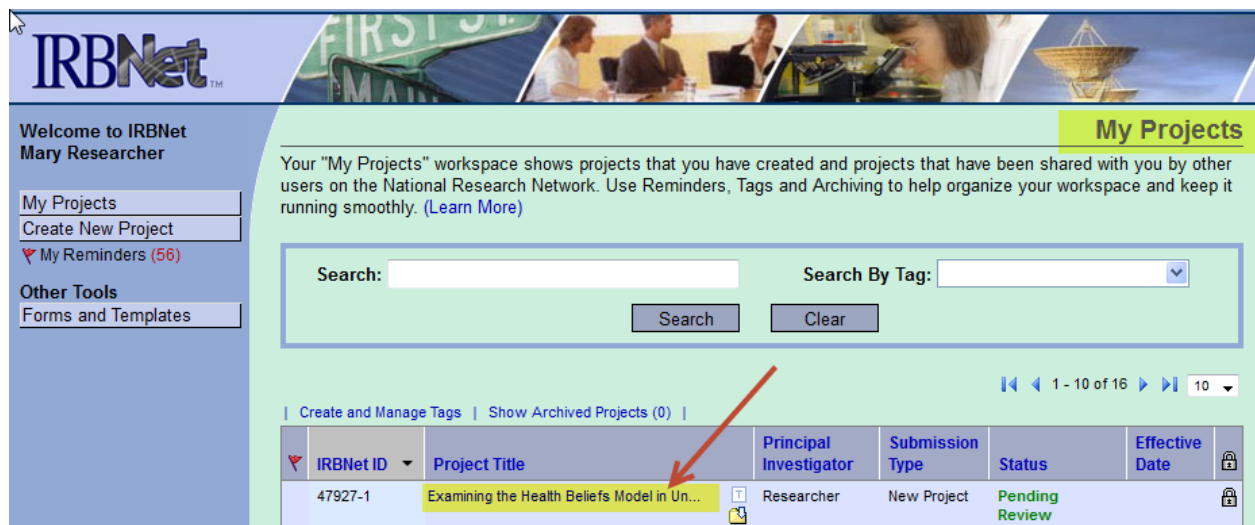 IRBNet™
FIRST ST
MAIN
Welcome to IRBNet
Mary Researcher
My Projects
Create New Project
My Reminders (56)
Other Tools
Forms and Templates
My Projects
Your "My Projects" workspace shows projects that you have created and projects that have been shared with you by other
users on the National Research Network. Use Reminders, Tags and Archiving to help organize your workspace and keep it
running smoothly. (Learn More)
Search:
Search By Tag:
Search
Clear
1 - 10 of 16
10
| Create and Manage Tags | Show Archived Projects (0) |
IRBNet ID
Project Title
Principal
Investigator
Submission
Type
Status
Effective
Date
47927-1
Examining the Health Beliefs Model in Un...
T
Researcher
New Project
Pending
Review